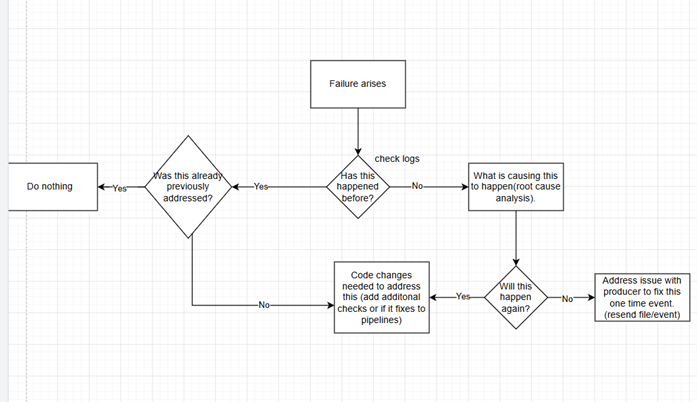 Failure arises
check logs
Was this already
previously
addressed?
Do nothing
Yes
Yes
Has this
happened
before?
No
What is causing this
to happen(root cause
analysis).
Code changes
needed to address
this (add additonal
checks or if it fixes to
pipelines)
No
Yes
Will this
happen
again?
No
Address issue with
producer to fix this
one time event.
(resend file/event)